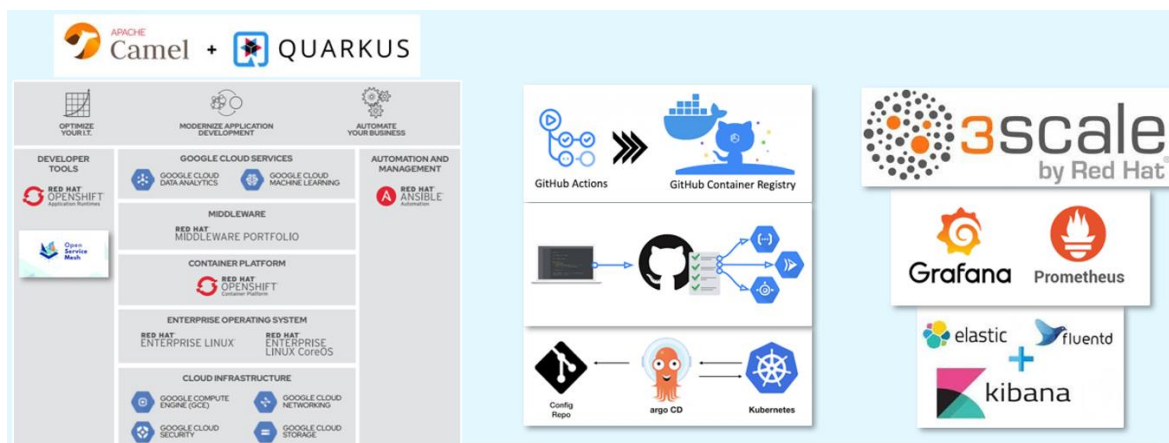 APACHE
Camel + QUARKUS
OPTIMIZE
YOUR I.T.
MODERNIZE APPLICATION
DEVELOPMENT
AUTOMATE
YOUR BUSINESS
DEVELOPER
TOOLS
RED HAT
OPENSHIFT
Application Runtimes
Open
Service
Mesh
GOOGLE CLOUD SERVICES
GOOGLE CLOUD
DATA ANALYTICS
GOOGLE CLOUD
MACHINE LEARNING
MIDDLEWARE
RED HAT
MIDDLEWARE PORTFOLIO
CONTAINER PLATFORM
RED HAT
OPENSHIFT
Container Platform
ENTERPRISE OPERATING SYSTEM
RED HAT
ENTERPRISE LINUX
RED HAT
ENTERPRISE
LINUX CoreOS
CLOUD INFRASTRUCTURE
GOOGLE COMPUTE
ENGINE (GCE)
GOOGLE CLOUD
NETWORKING
GOOGLE CLOUD
SECURITY
GOOGLE CLOUD
STORAGE
AUTOMATION AND
MANAGEMENT
A
RED HAT
ANSIBLE
Automation
GitHub Actions
GitHub Container Registry
Config
Repo
argo CD
Kubernetes
3scale
by Red Hat
Grafana
Prometheus
elastic
fluentd
+
kibana